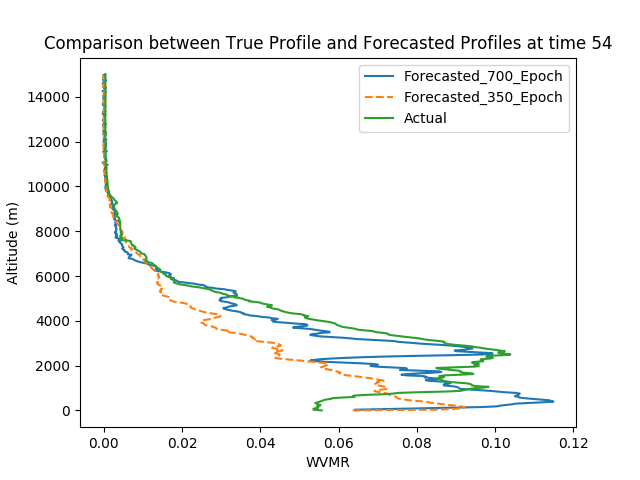 Comparison between True Profile and Forecasted Profiles at time 54
Forecasted_700_Epoch
Forecasted_350_Epoch
Actual
14000
12000
10000
8000
6000
4000
2000
0
Altitude (m)
0.00 0.02 0.04 0.06 0.08 0.10 0.12
WVMR